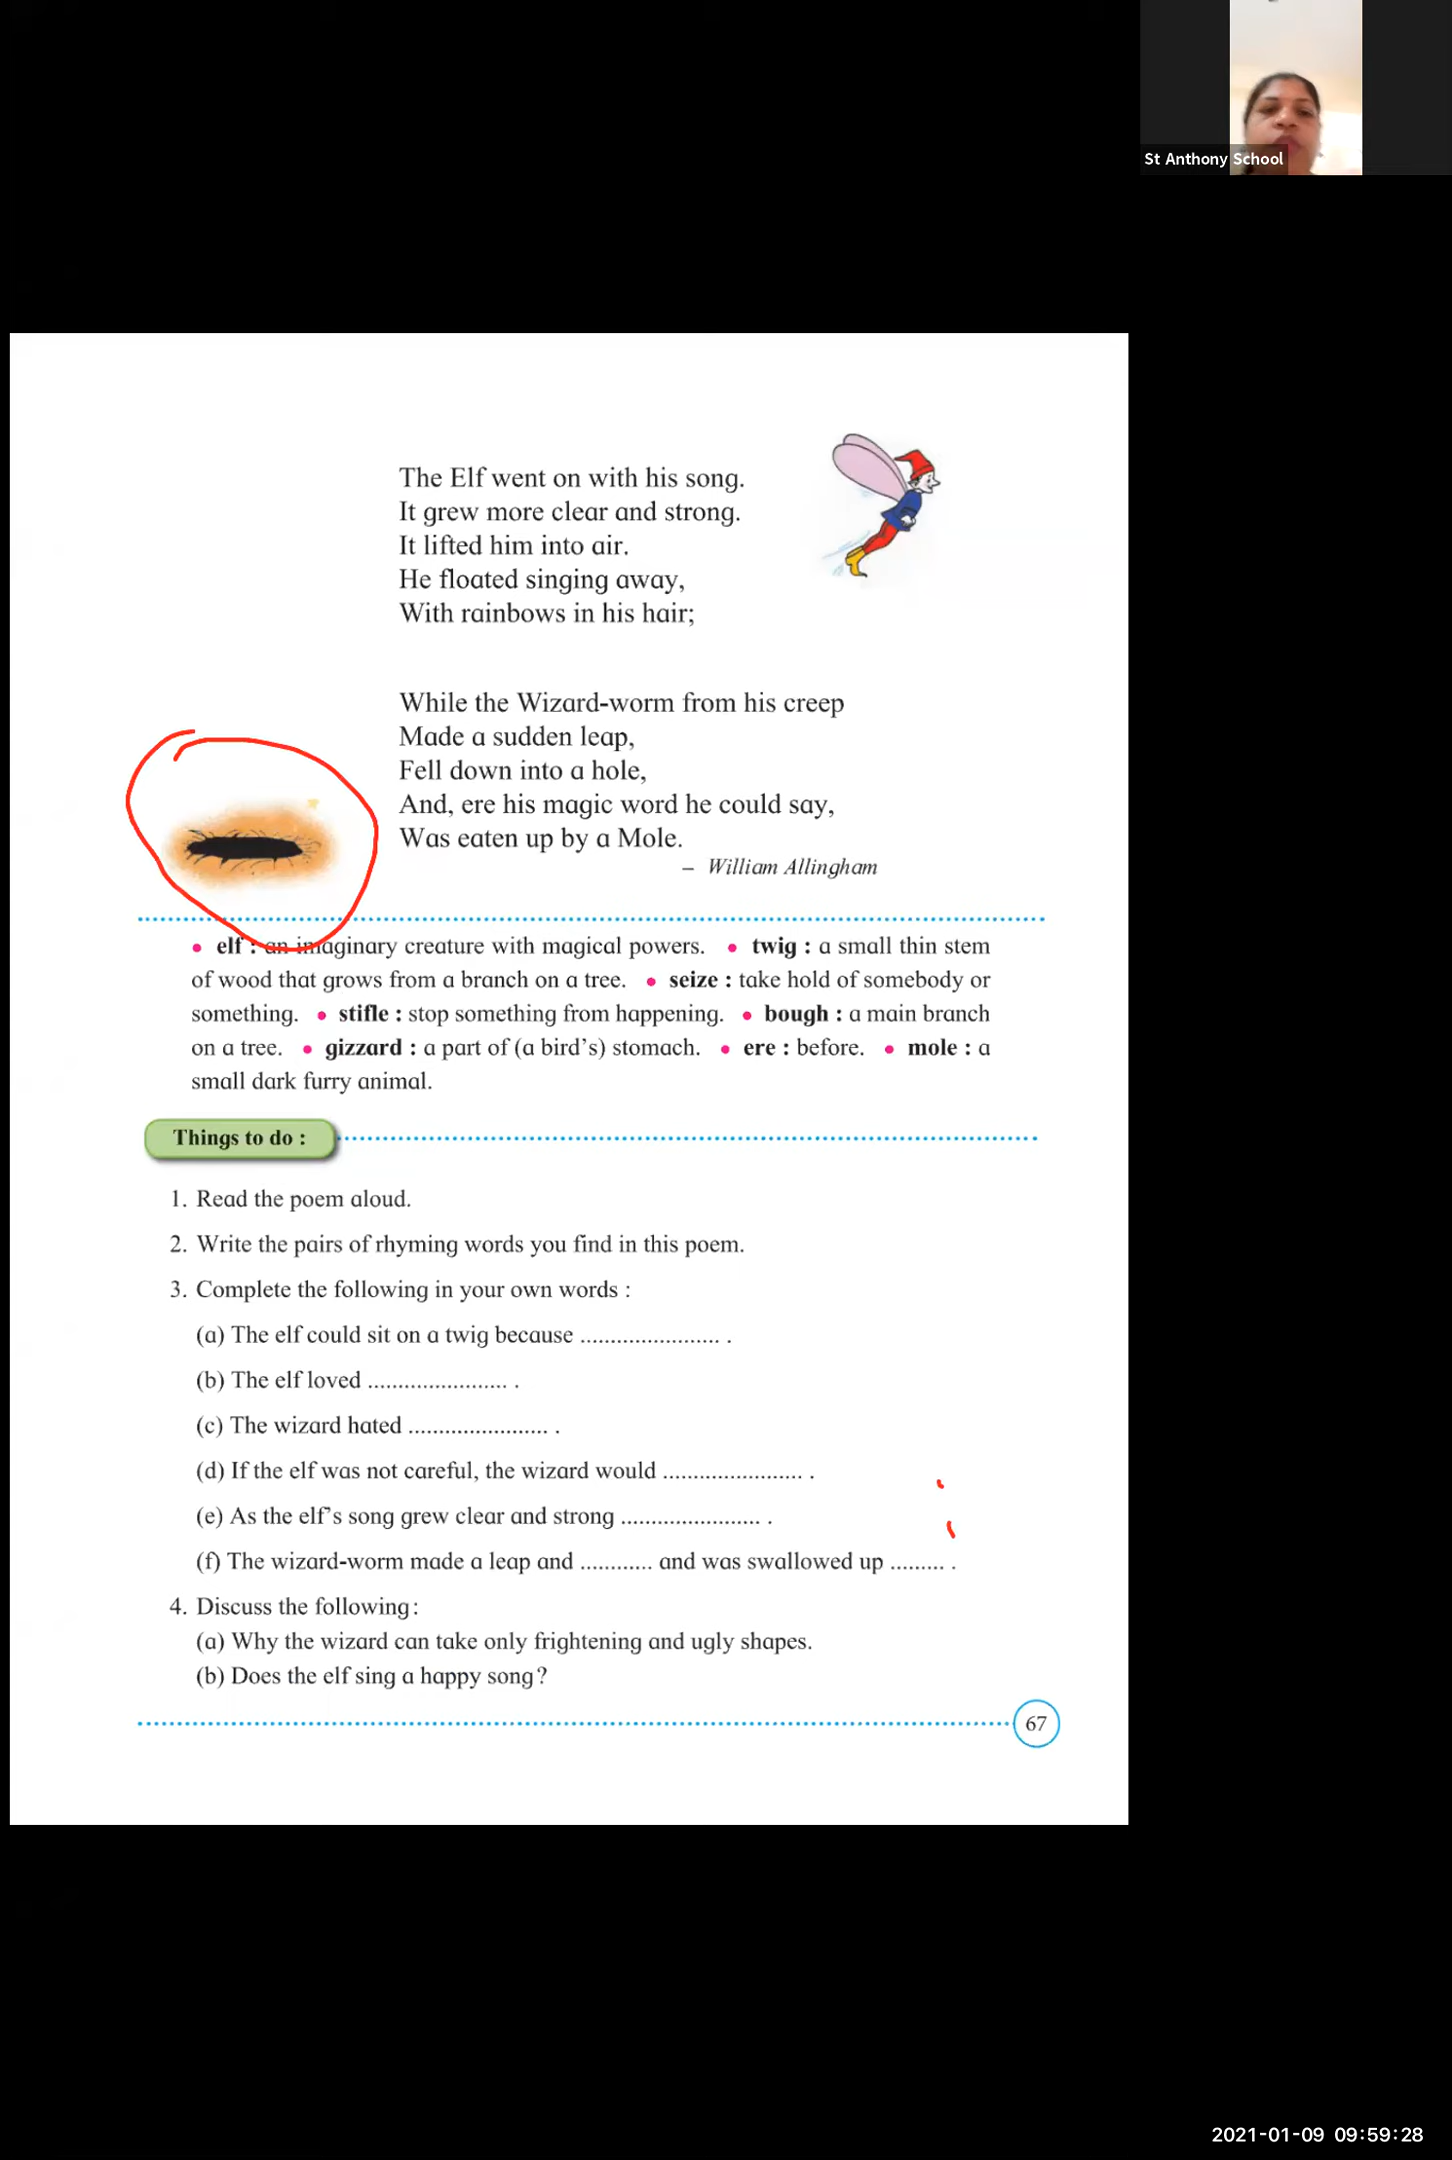 St Anthony School
The Elf went on with his song.
It grew more clear and strong.
It lifted him into air.
He floated singing away,
With rainbows in his hair;
While the Wizard-worm from his creep
Made a sudden leap,
Fell down into a hole,
And, ere his magic word he could say,
Was eaten up by a Mole.
– William Allingham
• elf : an imaginary creature with magical powers. • twig : a small thin stem
of wood that grows from a branch on a tree. • seize : take hold of somebody or
something. • stifle : stop something from happening. • bough : a main branch
on a tree. • gizzard : a part of (a bird's) stomach. • ere : before. • mole : a
small dark furry animal.
Things to do :
1. Read the poem aloud.
2. Write the pairs of rhyming words you find in this poem.
3. Complete the following in your own words :
(a) The elf could sit on a twig because ....................... .
(b) The elf loved ....................... .
(c) The wizard hated ....................... .
(d) If the elf was not careful, the wizard would ....................... .
(e) As the elf's song grew clear and strong ....................... .
(f) The wizard-worm made a leap and ............ and was swallowed up ......... .
4. Discuss the following:
(a) Why the wizard can take only frightening and ugly shapes.
(b) Does the elf sing a happy song?
67
2021-01-09 09:59:28